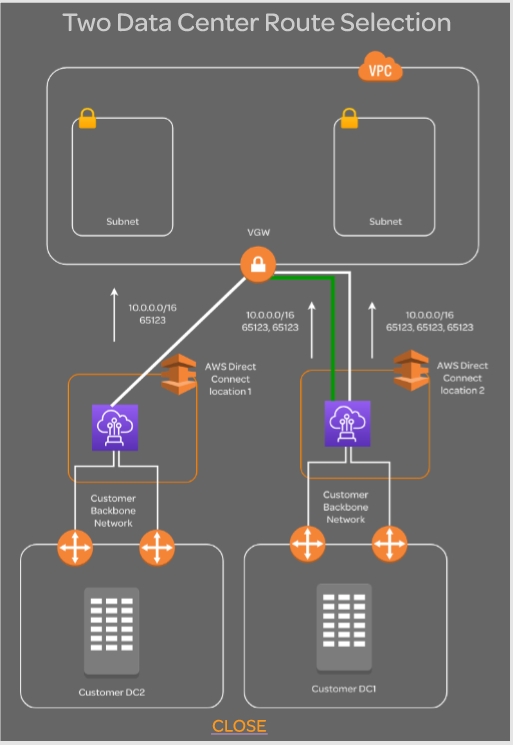 Two Data Center Route Selection
VPC
Subnet
Subnet
VGW
10.0.0.0/16
65123
10.0.0.0/16
65123, 65123
10.0.0.0/16
65123, 65123, 65123
AWS Direct
Connect
location 1
AWS Direct
Connect
location 2
Customer
Backbone
Network
Customer
Backbone
Network
Customer DC2
Customer DC1
CLOSE